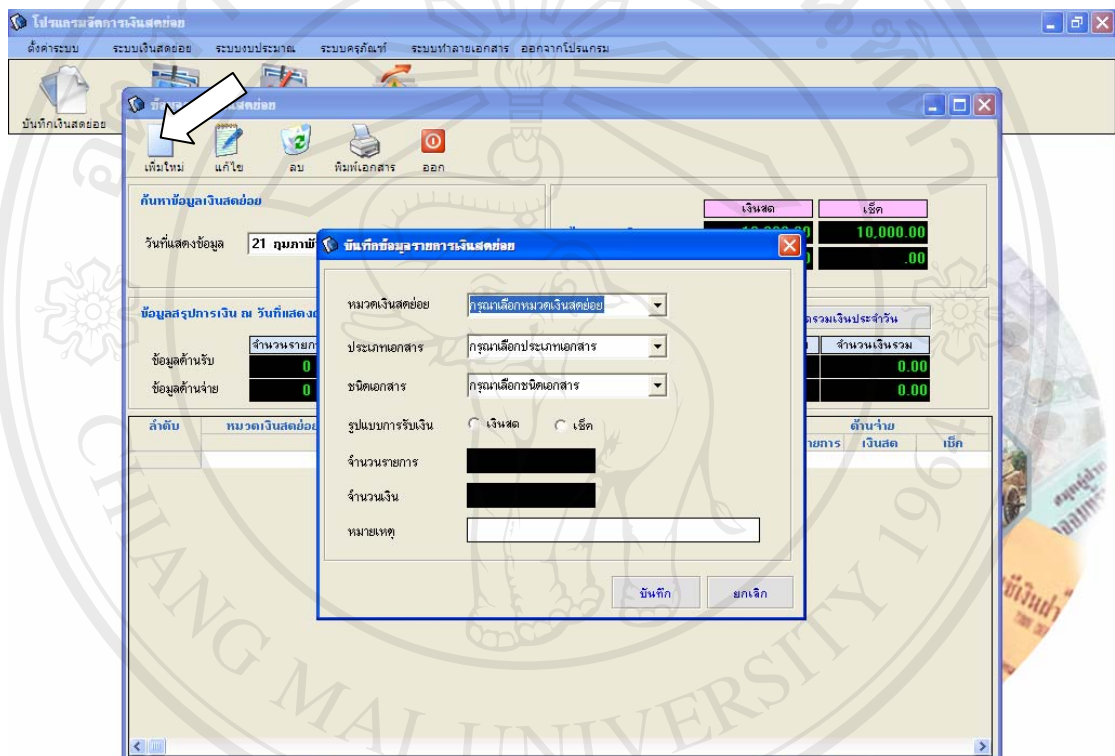 โปรแกรมจัดการเงินสดย่อย
ตั้งค่าระบบ ระบบเงินสดย่อย ระบบงบประมาณ ระบบครุภัณฑ์ ระบบทำลายเอกสาร ออกจากโปรแกรม
บันทึกเงินสดย่อย
เพิ่มใหม่ แก้ไข ลบ พิมพ์เอกสาร ออก
ค้นหาข้อมูลเงินสดย่อย
เงินสด เช็ค
วันที่แสดงข้อมูล 21 กุมภาพั
10,000.00 10,000.00
.00
บันทึกข้อมูลรายการเงินสดย่อย
หมวดเงินสดย่อย กรุณาเลือกหมวดเงินสดย่อย
ประเภทเอกสาร กรุณาเลือกประเภทเอกสาร
ชนิดเอกสาร กรุณาเลือกชนิดเอกสาร
รูปแบบการรับเงิน เงินสด เช็ค
จำนวนรายการ
จำนวนเงิน
หมายเหตุ
บันทึก ยกเลิก
ข้อมูลสรุปการเงิน ณ วันที่แสดง
รวมเงินประจำวัน
จำนวนรายก จำนวนเงินรวม
ข้อมูลด้านรับ 0 0.00
ข้อมูลด้านจ่าย 0 0.00
ลำดับ หมวดเงินสดย่อย ด้านจ่าย
ายการ เงินสด เช็ค
CHIANG MAI UNIVERSITY 1964